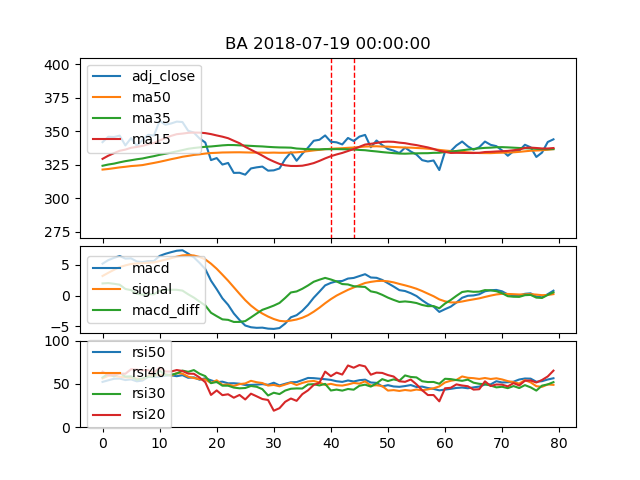 BA 2018-07-19 00:00:00
400
375
350
325
300
275
adj_close
ma50
ma35
ma15
5
0
−5
macd
signal
macd_diff
100
50
0
rsi50
rsi40
rsi30
rsi20
0 10 20 30 40 50 60 70 80